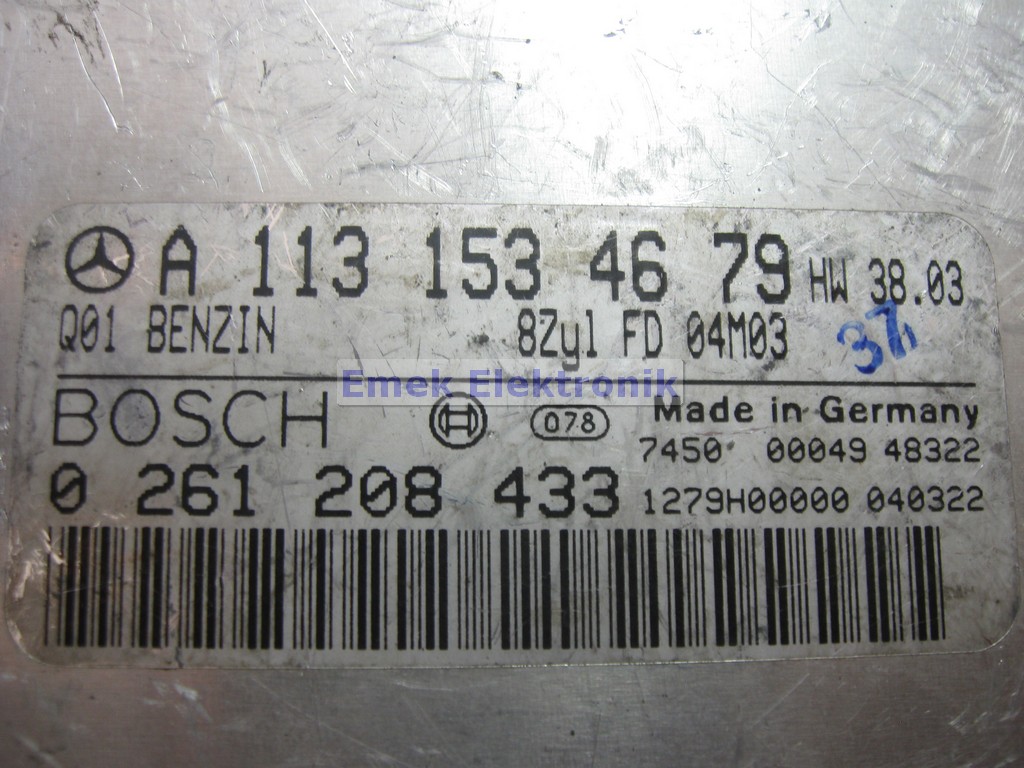 A 113 153 46 79 HW 38.03
Q01 BENZIN 8Zyl FD 04M03
Emek Elektronik
BOSCH 078 Made in Germany
7450 00049 48322
0 261 208 433 1279H00000 040322